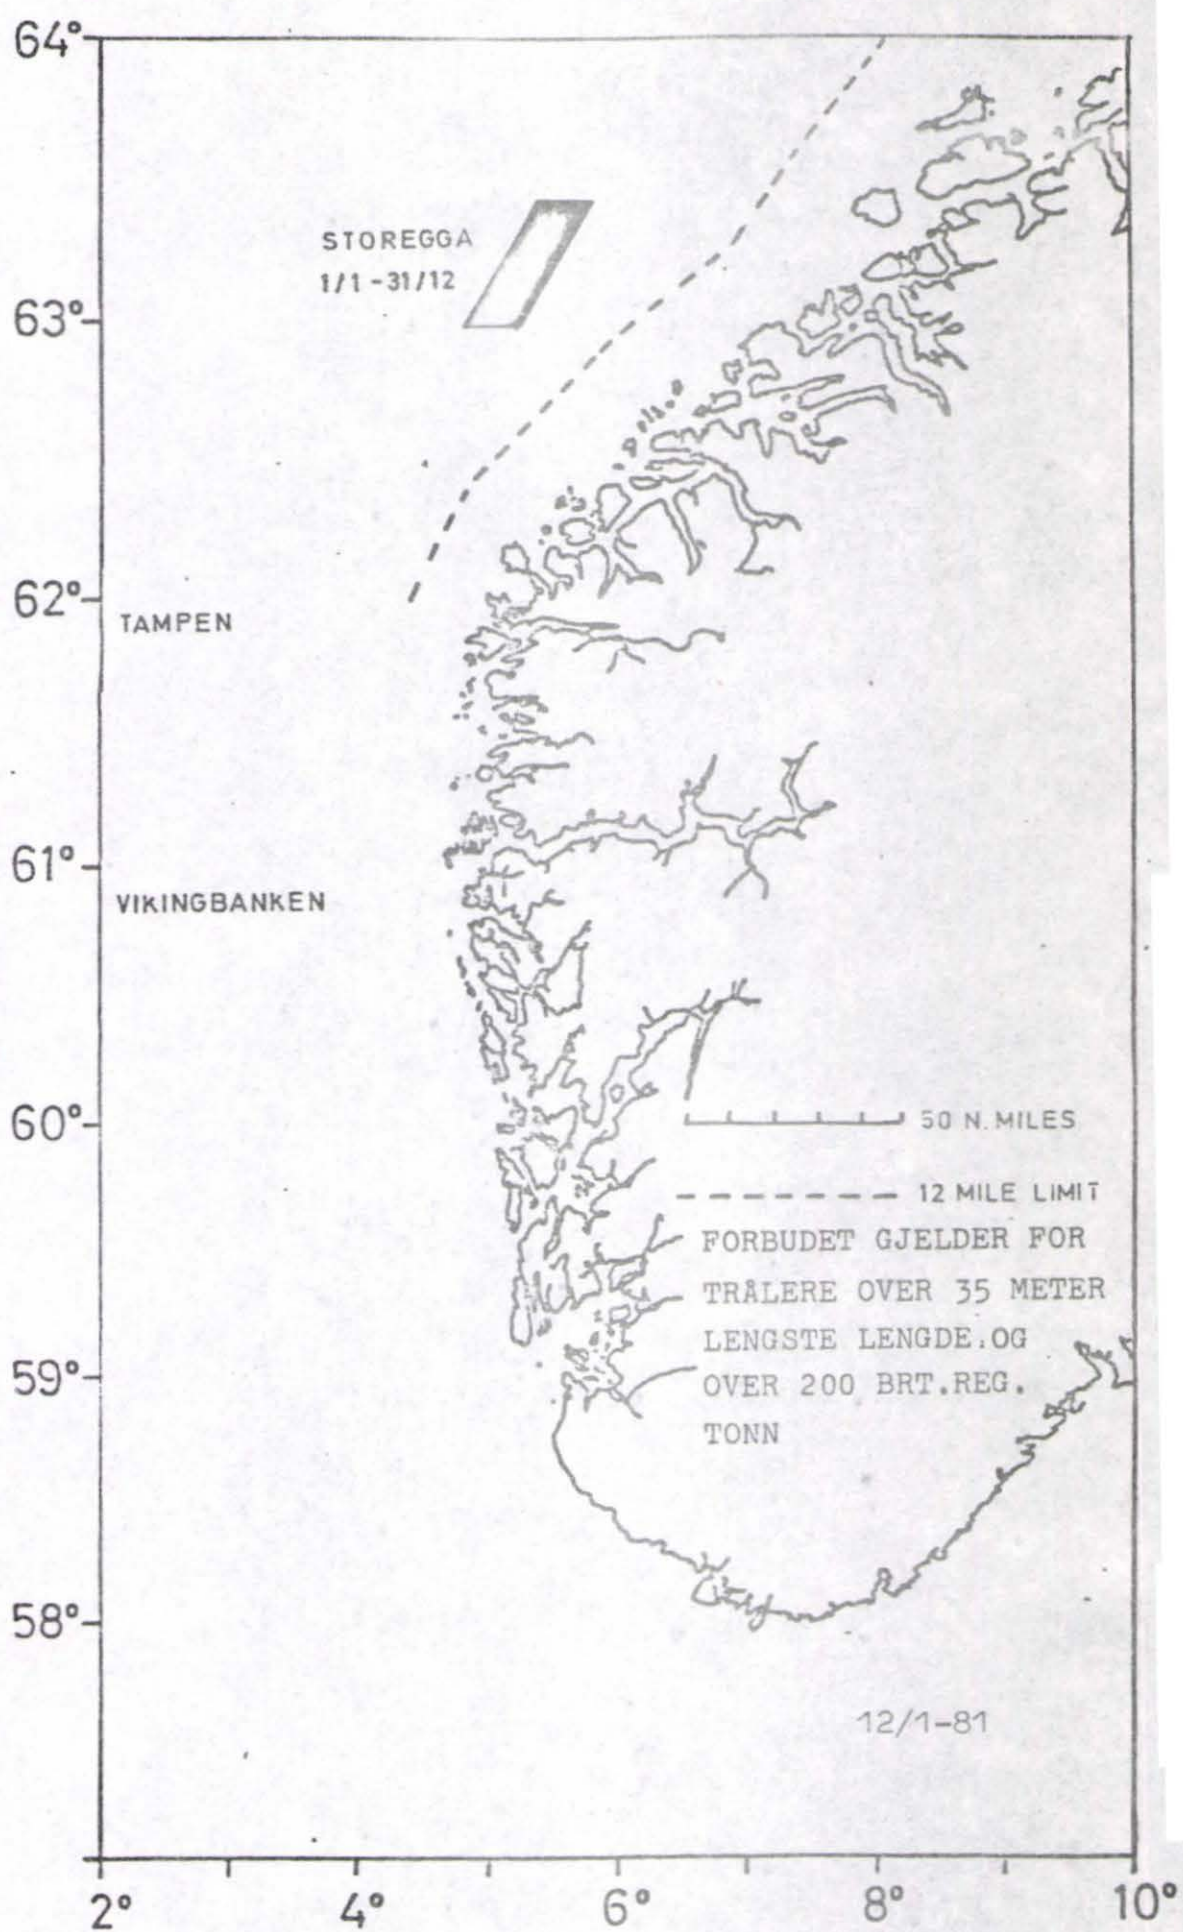 64°
STOREGGA
1/1-31/12
63°
62°
TAMPEN
61°
VIKINGBANKEN
60°
50 N. MILES
12 MILE LIMIT
FORBUDET GJELDER FOR
TRÅLERE OVER 35 METER
LENGSTE LENGDE.OG
OVER 200 BRT.REG.
TONN
59°
58°
12/1-81
2° 4° 6° 8° 10°